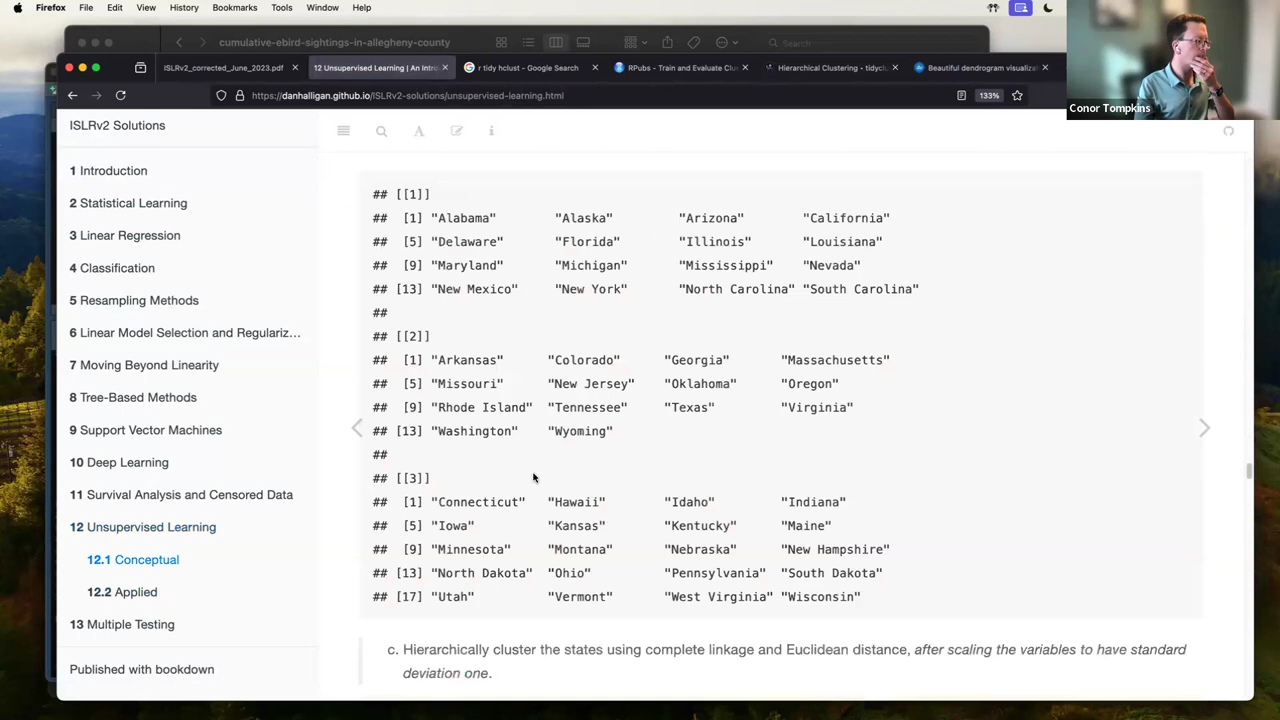 Firefox File Edit View History Bookmarks Tools Window Help
cumulative-ebird-sightings-in-allegheny-county
Search
ISLRv2_corrected_June_2023.pdf
12 Unsupervised Learning | An Intro
r tidy hclust - Google Search
RPubs - Train and Evaluate Clu
Hierarchical Clustering • tidycl
Beautiful dendrogram visualiza
https://danhalligan.github.io/ISLRv2-solutions/unsupervised-learning.html
133%
Conor Tompkins
ISLRv2 Solutions
1 Introduction
2 Statistical Learning
3 Linear Regression
4 Classification
5 Resampling Methods
6 Linear Model Selection and Regulariz…
7 Moving Beyond Linearity
8 Tree-Based Methods
9 Support Vector Machines
10 Deep Learning
11 Survival Analysis and Censored Data
12 Unsupervised Learning
12.1 Conceptual
12.2 Applied
13 Multiple Testing
Published with bookdown
## [[1]]
## [1] "Alabama" "Alaska" "Arizona" "California"
## [5] "Delaware" "Florida" "Illinois" "Louisiana"
## [9] "Maryland" "Michigan" "Mississippi" "Nevada"
## [13] "New Mexico" "New York" "North Carolina" "South Carolina"
##
## [[2]]
## [1] "Arkansas" "Colorado" "Georgia" "Massachusetts"
## [5] "Missouri" "New Jersey" "Oklahoma" "Oregon"
## [9] "Rhode Island" "Tennessee" "Texas" "Virginia"
## [13] "Washington" "Wyoming"
##
## [[3]]
## [1] "Connecticut" "Hawaii" "Idaho" "Indiana"
## [5] "Iowa" "Kansas" "Kentucky" "Maine"
## [9] "Minnesota" "Montana" "Nebraska" "New Hampshire"
## [13] "North Dakota" "Ohio" "Pennsylvania" "South Dakota"
## [17] "Utah" "Vermont" "West Virginia" "Wisconsin"
c. Hierarchically cluster the states using complete linkage and Euclidean distance, after scaling the variables to have standard
deviation one.